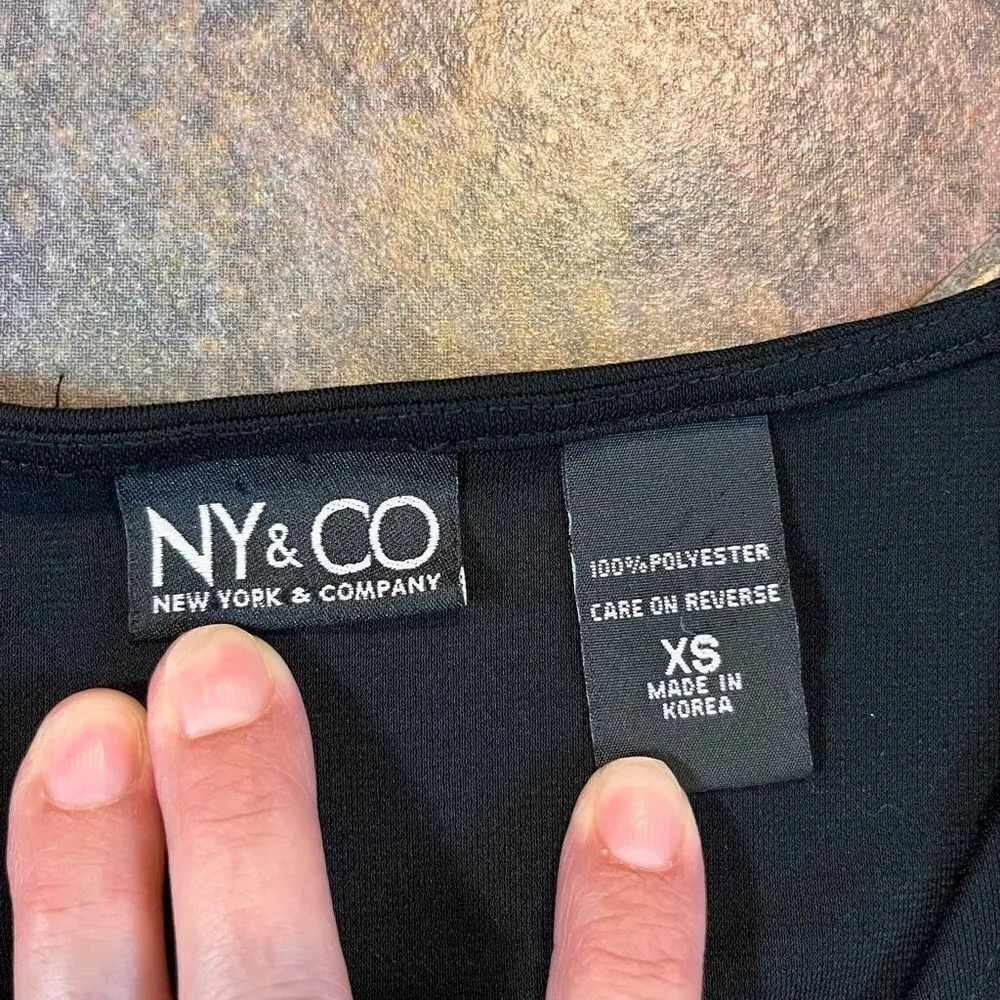 NY&CO
NEW YORK & COMPANY
100% POLYESTER
CARE ON REVERSE
XS
MADE IN
KOREA